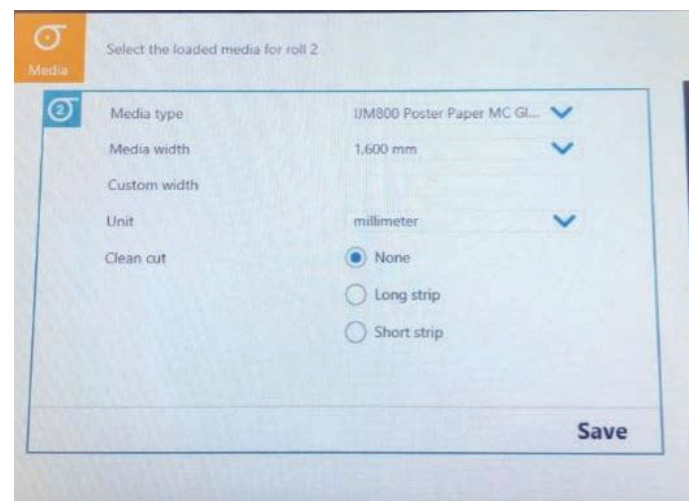 Media
Select the loaded media for roll 2
2
Media type IJM800 Poster Paper MC Gl...
Media width 1,600 mm
Custom width
Unit millimeter
Clean cut None
Long strip
Short strip
Save